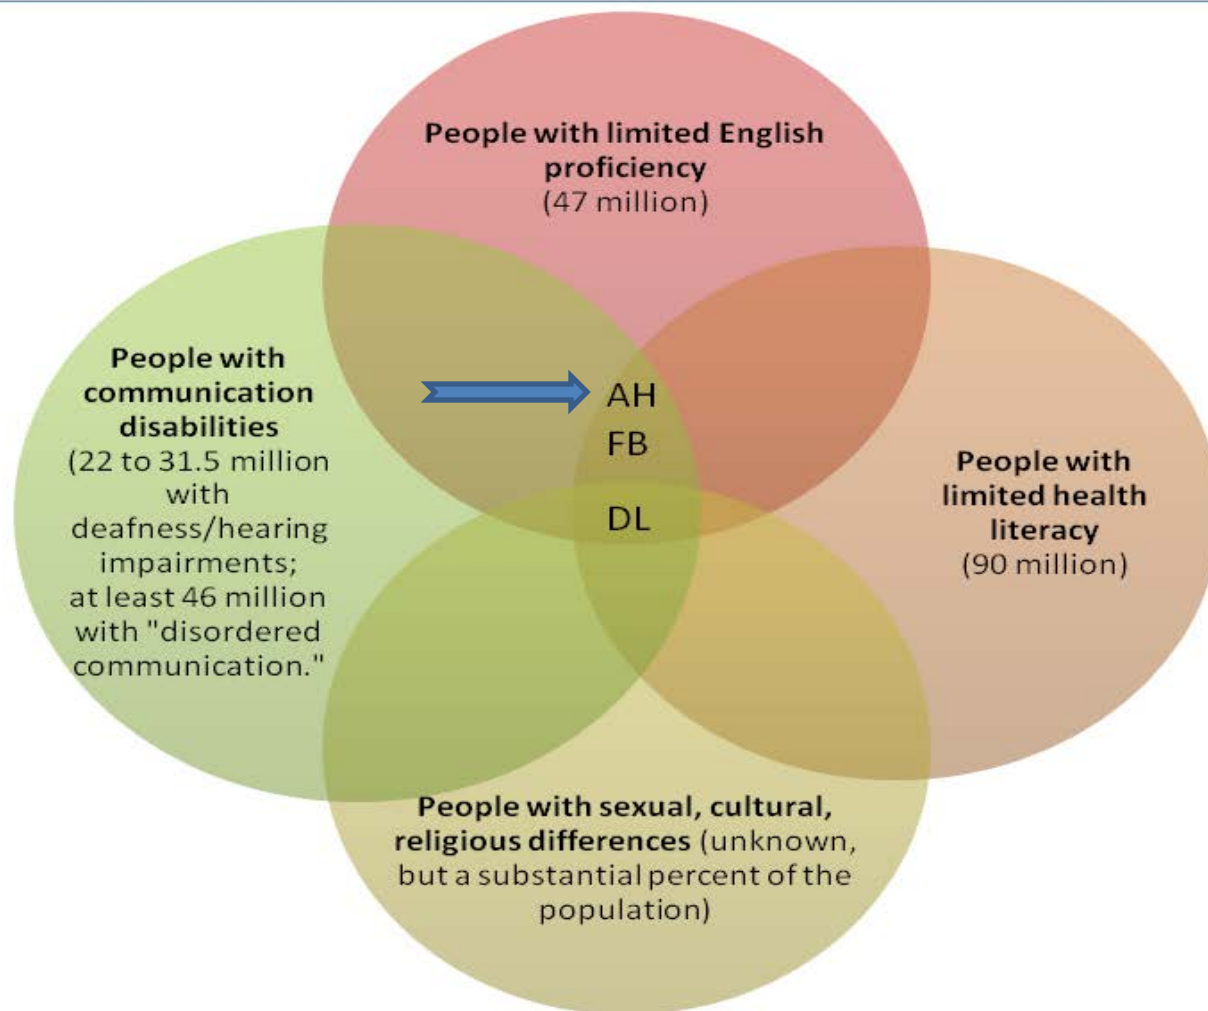 People with limited English
proficiency
(47 million)
People with
communication
disabilities
(22 to 31.5 million
with
deafness/hearing
impairments;
at least 46 million
with "disordered
communication."
AH
FB
DL
People with
limited health
literacy
(90 million)
People with sexual, cultural,
religious differences (unknown,
but a substantial percent of the
population)